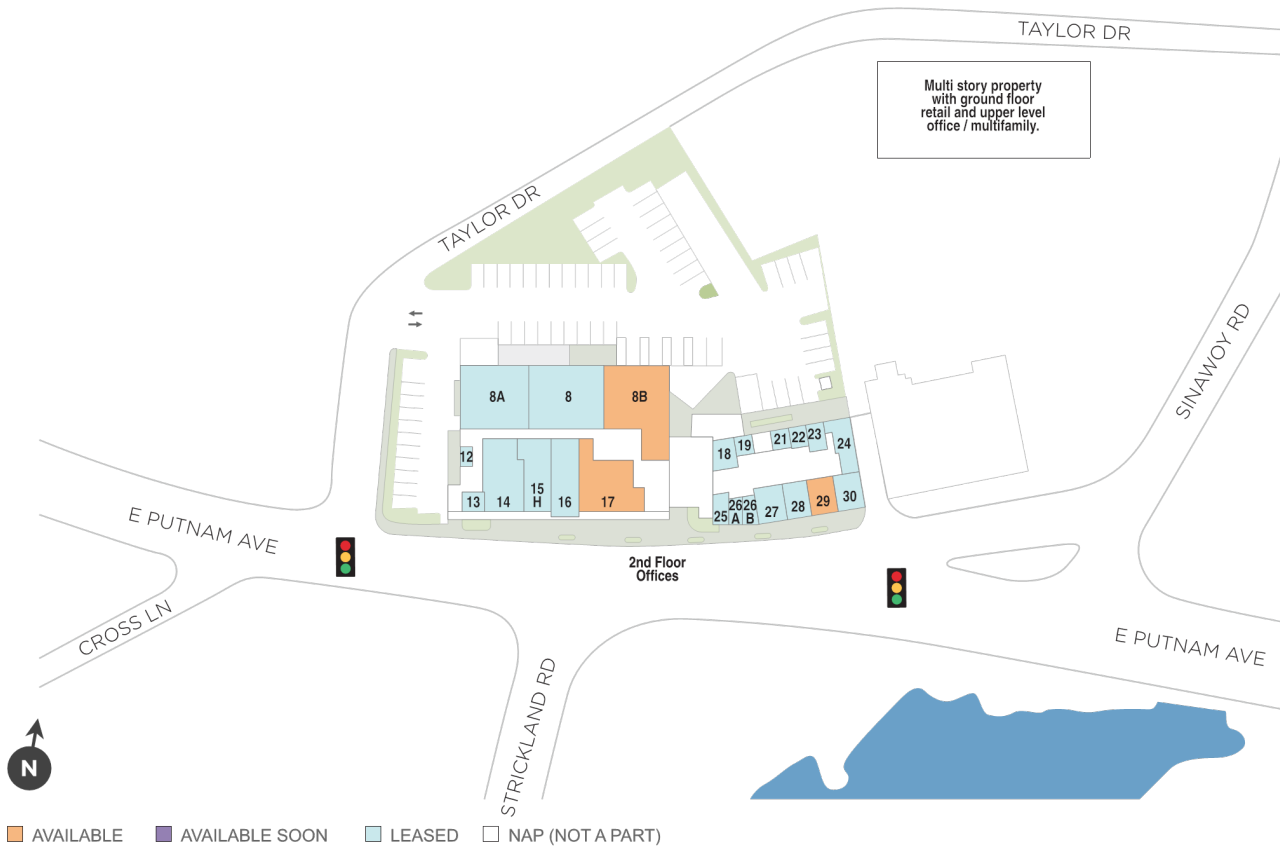 TAYLOR DR
Multi story property
with ground floor
retail and upper level
office / multifamily.
TAYLOR DR
SINAWOY RD
8A
8
8B
12
13
14
15
H
16
17
18
19
21
22
23
24
25
26
A
26
B
27
28
29
30
E PUTNAM AVE
2nd Floor
Offices
CROSS LN
E PUTNAM AVE
STRICKLAND RD
N
AVAILABLE
AVAILABLE SOON
LEASED
NAP (NOT A PART)